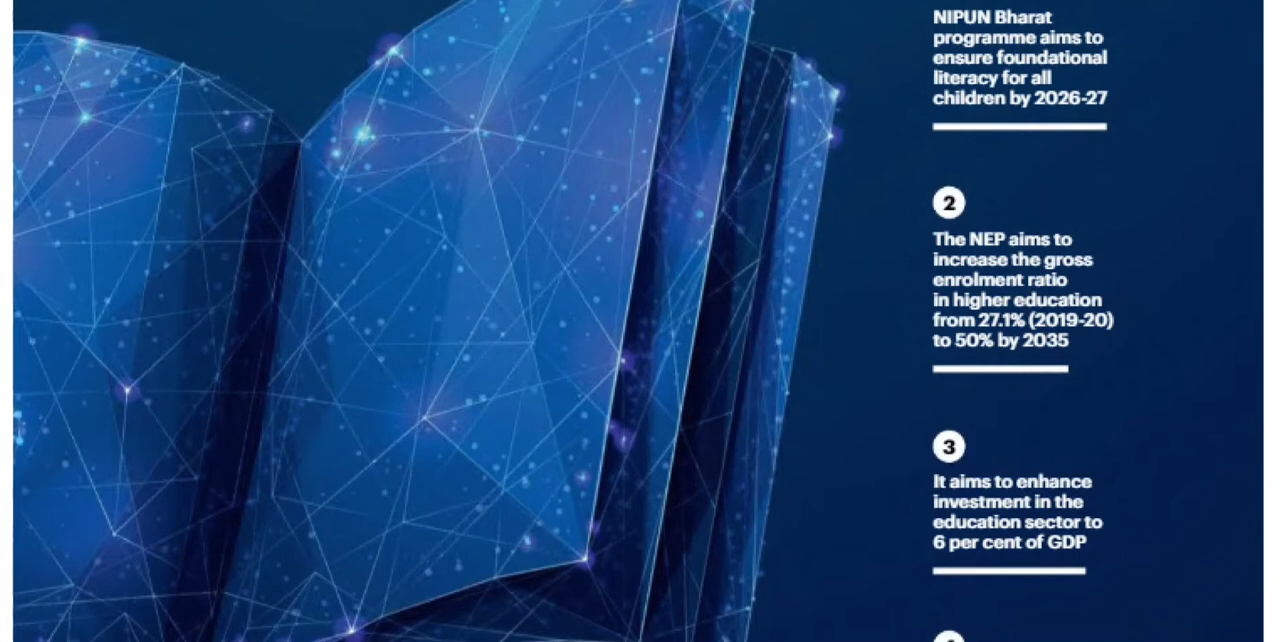 NIPUN Bharat
programme aims to
ensure foundational
literacy for all
children by 2026-27
2
The NEP aims to
increase the gross
enrolment ratio
in higher education
from 27.1% (2019-20)
to 50% by 2035
3
It aims to enhance
investment in the
education sector to
6 per cent of GDP